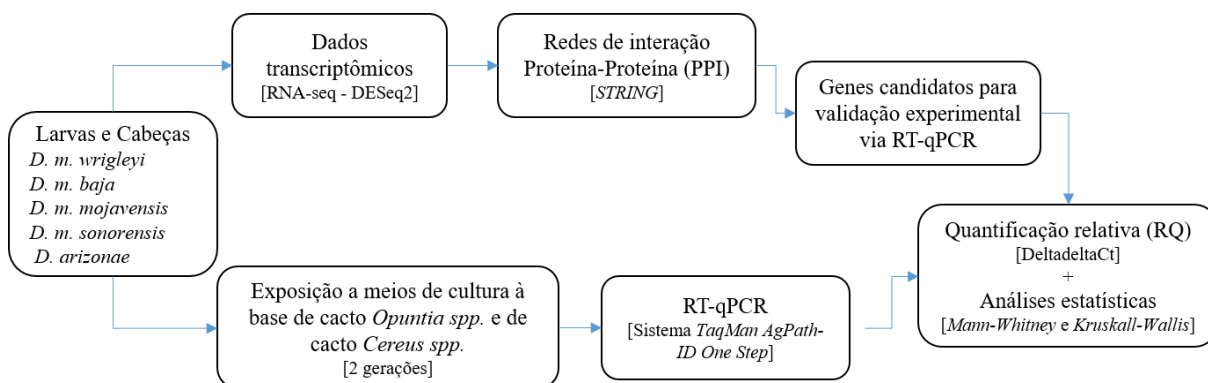 Larvas e Cabeças
D. m. wrigleyi
D. m. baja
D. m. mojavensis
D. m. sonorensis
D. arizonae
Dados
transcriptômicos
[RNA-seq - DESeq2]
Redes de interação
Proteína-Proteína (PPI)
[STRING]
Genes candidatos para
validação experimental
via RT-qPCR
Exposição a meios de cultura à
base de cacto Opuntia spp. e de
cacto Cereus spp.
[2 gerações]
RT-qPCR
[Sistema TaqMan AgPath-
ID One Step]
Quantificação relativa (RQ)
[DeltadeltaCt]
+
Análises estatísticas
[Mann-Whitney e Kruskall-Wallis]